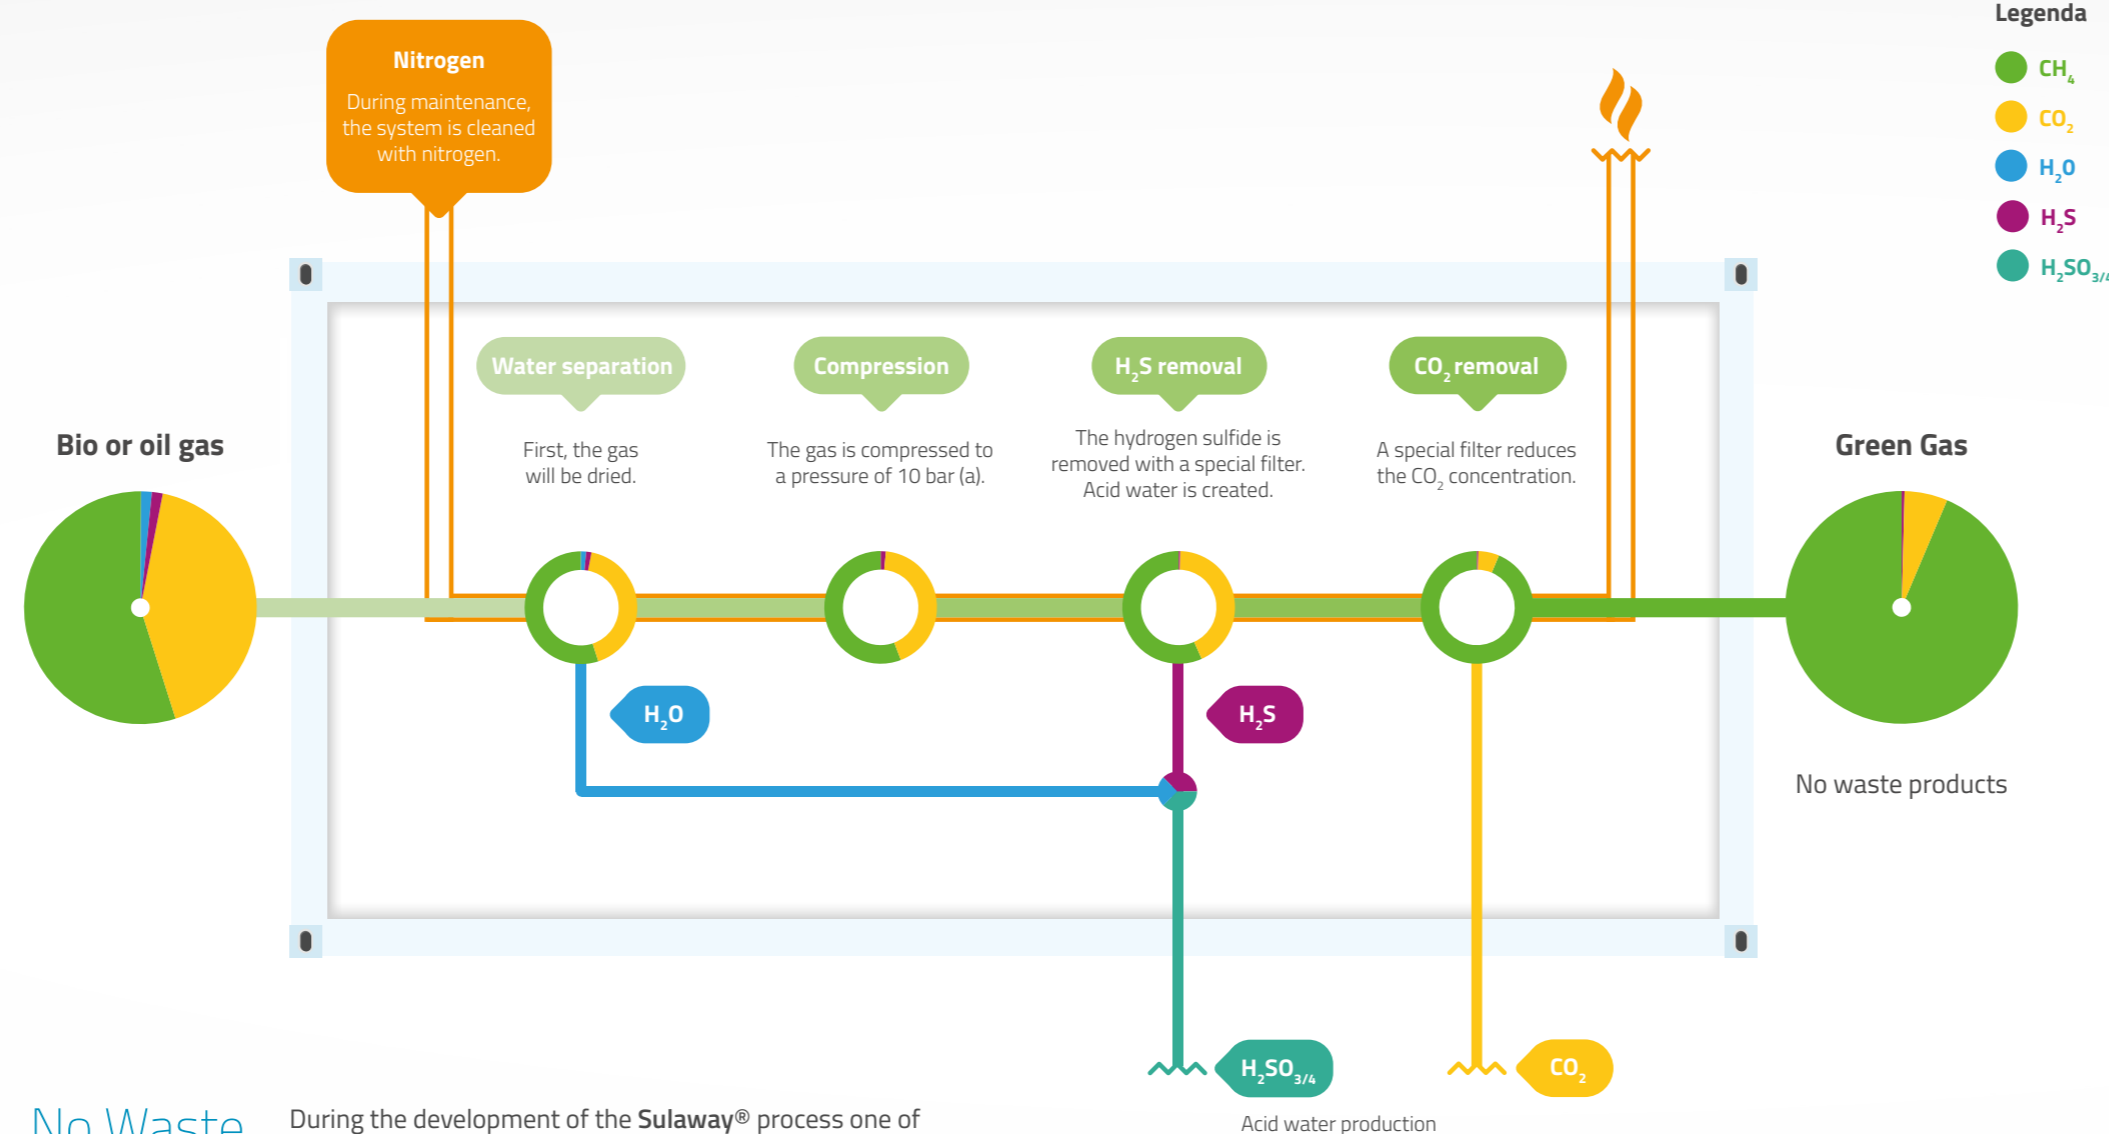 Legenda
CH₄
CO₂
H₂O
H₂S
H₂SO₃/₄
Nitrogen
During maintenance,
the system is cleaned
with nitrogen.
Water separation
First, the gas
will be dried.
Compression
The gas is compressed to
a pressure of 10 bar (a).
H₂S removal
The hydrogen sulfide is
removed with a special filter.
Acid water is created.
CO₂ removal
A special filter reduces
the CO₂ concentration.
Bio or oil gas
Green Gas
No waste products
H₂O
H₂S
H₂SO₃/₄
Acid water production
CO₂
No Waste
During the development of the Sulaway® process one of